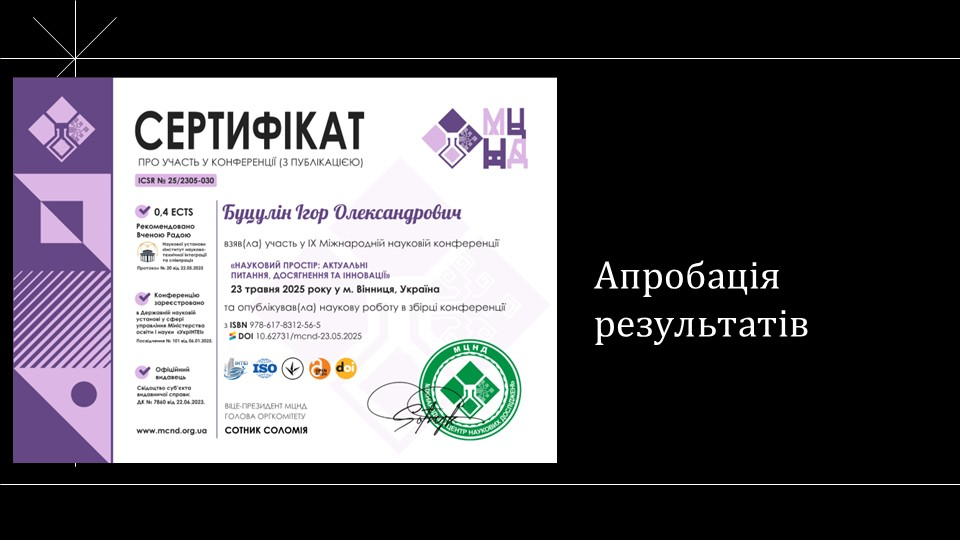 СЕРТИФІКАТ
ПРО УЧАСТЬ У КОНФЕРЕНЦІЇ (З ПУБЛІКАЦІЄЮ)
ICSR № 25/2305-030
МЦ
НД
0,4 ECTS
Рекомендовано
Вченою Радою
Наукової установи
«Інститут науково-
технічної інтеграції
та співпраці»
Протокол № 20 від 22.05.2025
Конференцію
зареєстровано
в Державній науковій
установі у сфері
управління Міністерства
освіти і науки «УкрІНТЕІ»
Посвідчення № 101 від 06.01.2025.
Офіційний
видавець
Свідоцтво суб'єкта
видавничої справи:
ДК № 7860 від 22.06.2023.
www.mcnd.org.ua
Буцулін Ігор Олександрович
взяв(ла) участь у IX Міжнародній науковій конференції
«НАУКОВИЙ ПРОСТІР: АКТУАЛЬНІ
ПИТАННЯ, ДОСЯГНЕННЯ ТА ІННОВАЦІЇ»
23 травня 2025 року у м. Вінниця, Україна
та опублікував(ла) наукову роботу в збірці конференції
з ISBN 978-617-8312-56-5
DOI 10.62731/mcnd-23.05.2025
ISO
doi
ВІЦЕ-ПРЕЗИДЕНТ МЦНД
ГОЛОВА ОРГКОМІТЕТУ
СОТНИК СОЛОМІЯ
МЦНД
ЦЕНТР НАУКОВИХ ДОСЛІДЖЕНЬ
Апробація
результатів